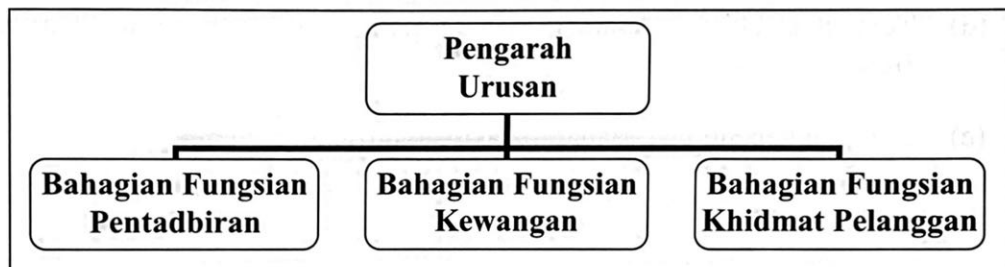 Pengarah
Urusan
Bahagian Fungsian
Pentadbiran
Bahagian Fungsian
Kewangan
Bahagian Fungsian
Khidmat Pelanggan